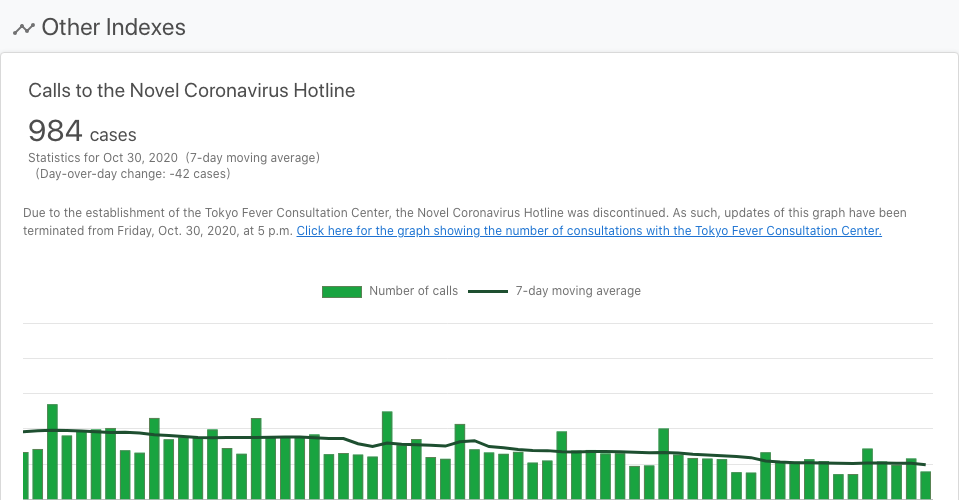 Other Indexes
Calls to the Novel Coronavirus Hotline
984 cases
Statistics for Oct 30, 2020 (7-day moving average)
(Day-over-day change: -42 cases)
Due to the establishment of the Tokyo Fever Consultation Center, the Novel Coronavirus Hotline was discontinued. As such, updates of this graph have been
terminated from Friday, Oct. 30, 2020, at 5 p.m. Click here for the graph showing the number of consultations with the Tokyo Fever Consultation Center.
Number of calls 7-day moving average